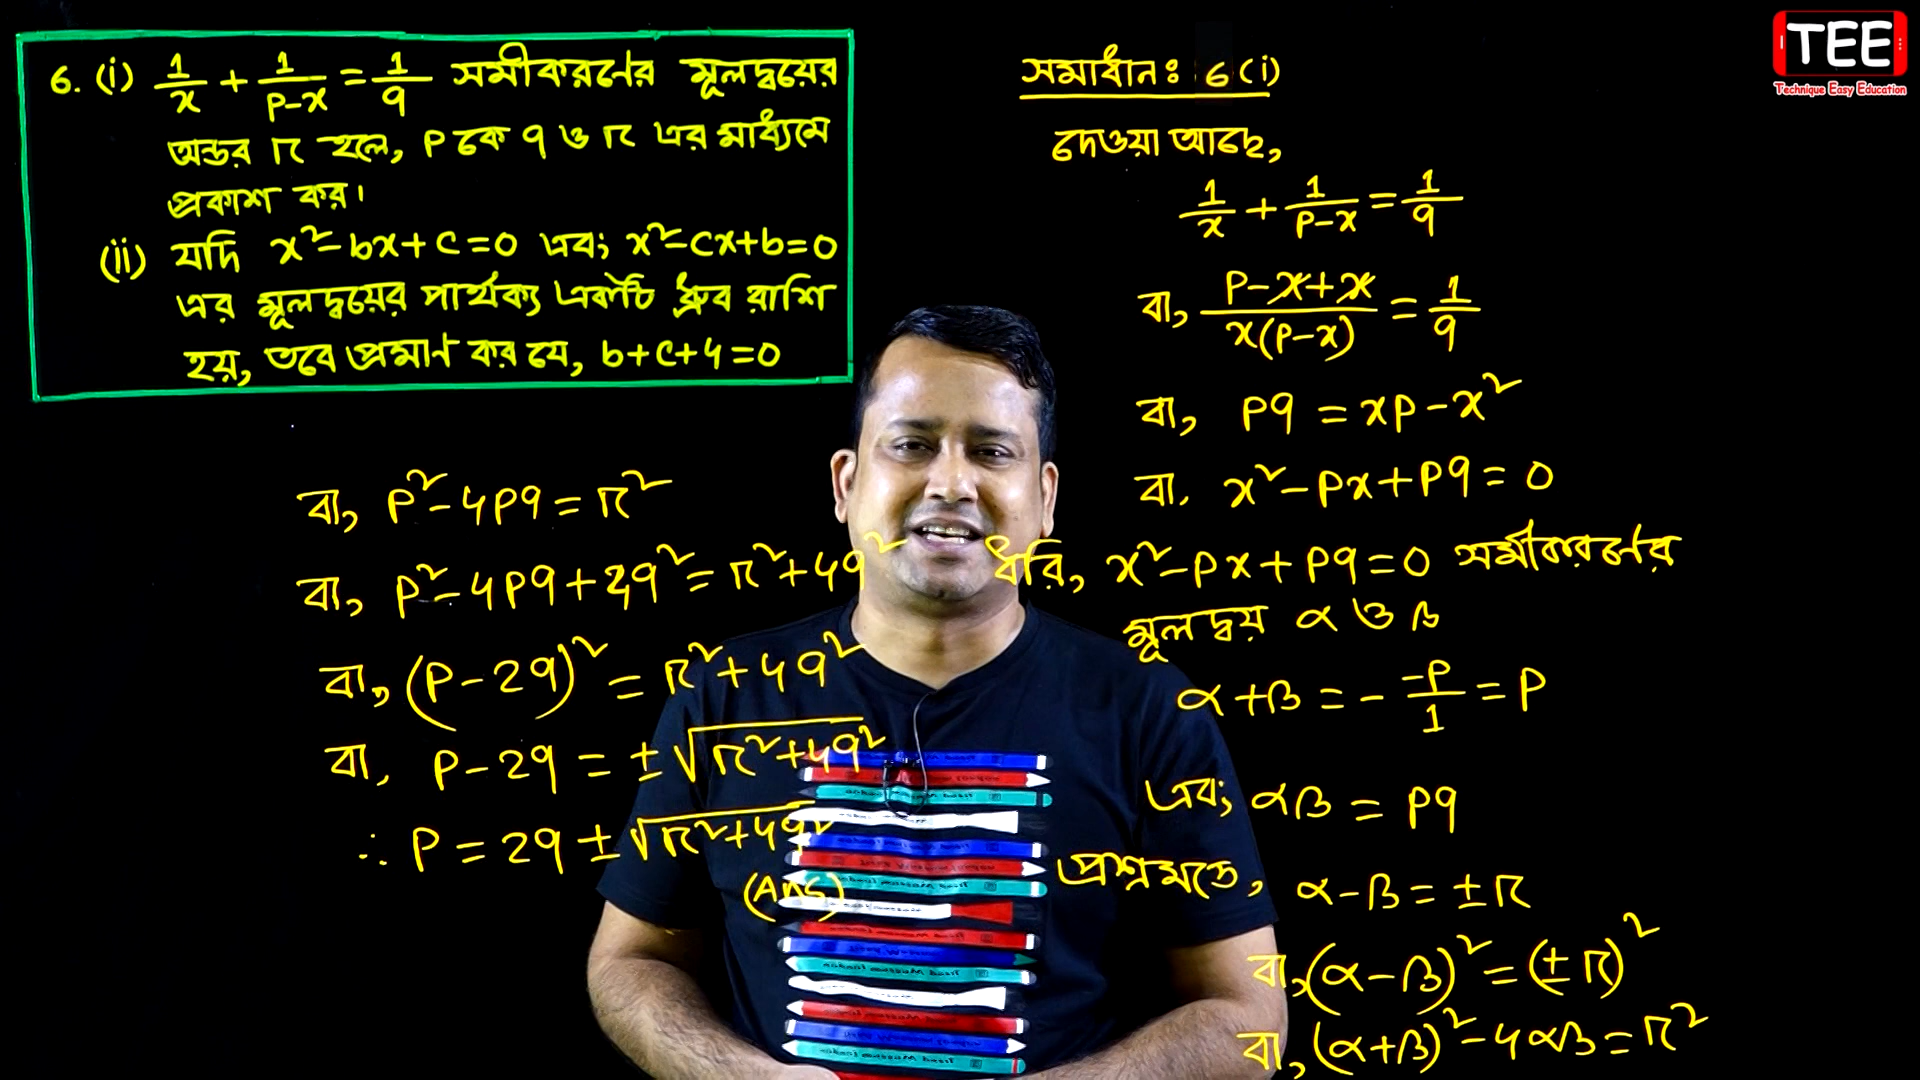 6. (i) 1/x + 1/(p-x) = 1/q সমীকরণের মূলদ্বয়ের
অন্তর r হলে, p কে q ও r এর মাধ্যমে
প্রকাশ কর।
(ii) যদি x²-bx+c=0 এবং x²-cx+b=0
এর মূলদ্বয়ের পার্থক্য একটি ধ্রুব রাশি
হয়, তবে প্রমাণ কর যে, b+c+4=0
TEE
Technique Easy Education
সমাধান: 6(i)
দেওয়া আছে,
1/x + 1/(p-x) = 1/q
বা, (p-x+x)/(x(p-x)) = 1/q
বা, pq = xp-x²
বা, x²-px+pq=0
ধরি, x²-px+pq=0 সমীকরণের
মূলদ্বয় α ও β
α+β = - (-p)/1 = p
এবং αβ = pq
প্রশ্নমতে, α-β = ±r
বা, (α-β)² = (±r)²
বা, (α+β)²-4αβ = r²
বা, p²-4pq = r²
বা, p²-4pq+4q² = r²+4q²
বা, (p-2q)² = r²+4q²
বা, p-2q = ±√(r²+4q²)
∴ p = 2q ± √(r²+4q²)
(Ans)